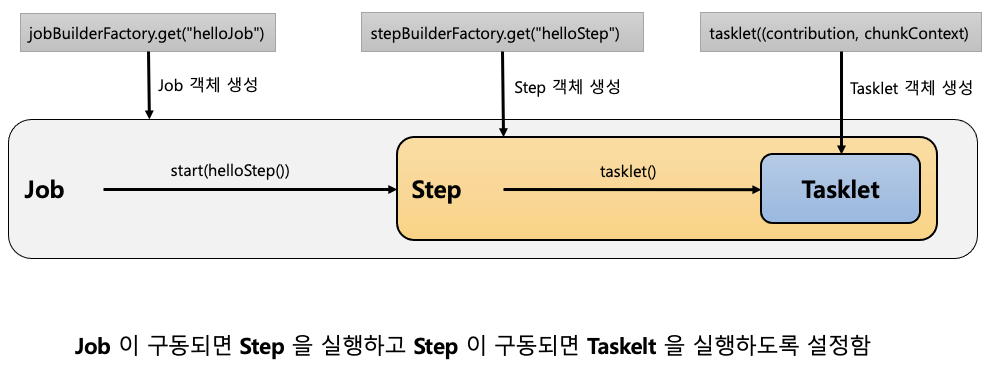 jobBuilderFactory.get("helloJob")
stepBuilderFactory.get("helloStep")
tasklet((contribution, chunkContext)
Job 객체 생성
Step 객체 생성
Tasklet 객체 생성
Job
start(helloStep())
Step
tasklet()
Tasklet
Job 이 구동되면 Step 을 실행하고 Step 이 구동되면 Taskelt 을 실행하도록 설정함